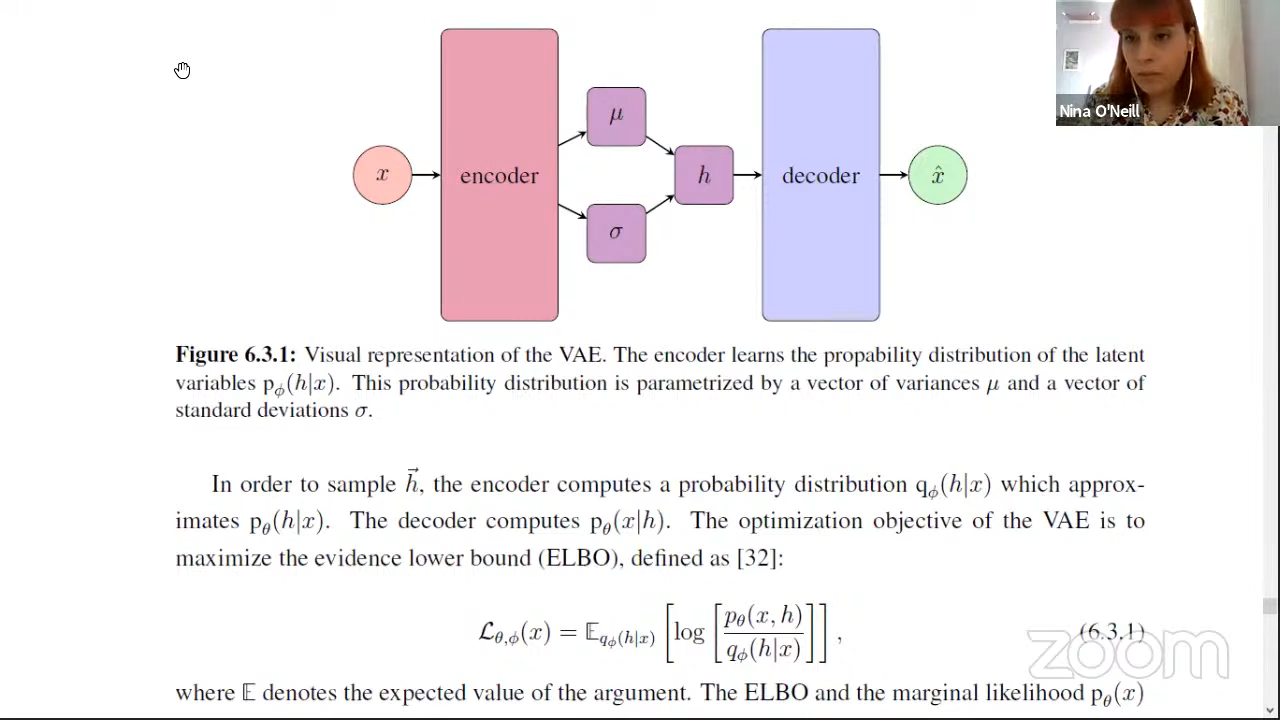 x
encoder
μ
σ
h
decoder
x̂
Nina O'Neill
Figure 6.3.1: Visual representation of the VAE. The encoder learns the propability distribution of the latent
variables p_ϕ(h|x). This probability distribution is parametrized by a vector of variances μ and a vector of
standard deviations σ.
In order to sample h⃗, the encoder computes a probability distribution q_ϕ(h|x) which approx-
imates p_θ(h|x). The decoder computes p_θ(x|h). The optimization objective of the VAE is to
maximize the evidence lower bound (ELBO), defined as [32]:
ℒ_θ,ϕ(x) = 𝔼_q_ϕ(h|x) [log [p_θ(x, h) / q_ϕ(h|x)]] , (6.3.1)
zoom
where 𝔼 denotes the expected value of the argument. The ELBO and the marginal likelihood p_θ(x)